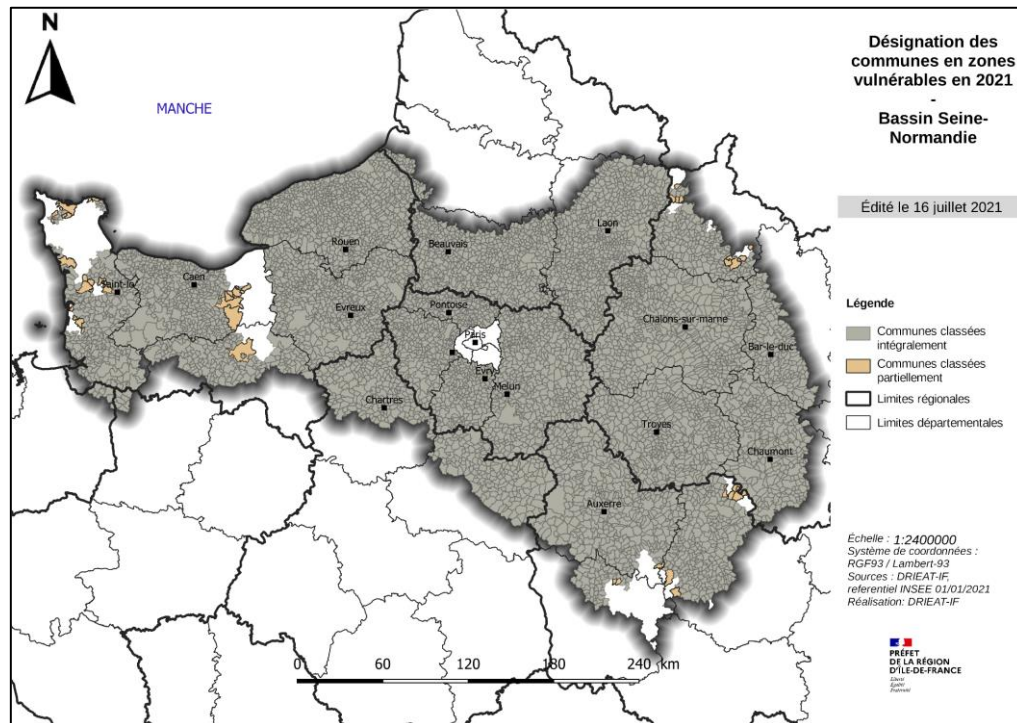 N
MANCHE
Désignation des
communes en zones
vulnérables en 2021
-
Bassin Seine-
Normandie
Édité le 16 juillet 2021
Laon
Rouen
Beauvais
Caen
Saint-lo
Evreux
Pontoise
Paris
Chalons-sur-marne
Bar-le-duc
Evry
Melun
Chartres
Troyes
Chaumont
Auxerre
Légende
Communes classées
intégralement
Communes classées
partiellement
Limites régionales
Limites départementales
Échelle : 1:2400000
Système de coordonnées :
RGF93 / Lambert-93
Sources : DRIEAT-IF,
referentiel INSEE 01/01/2021
Réalisation: DRIEAT-IF
0 60 120 180 240 km
PRÉFET
DE LA RÉGION
D'ÎLE-DE-FRANCE
Liberté
Égalité
Fraternité